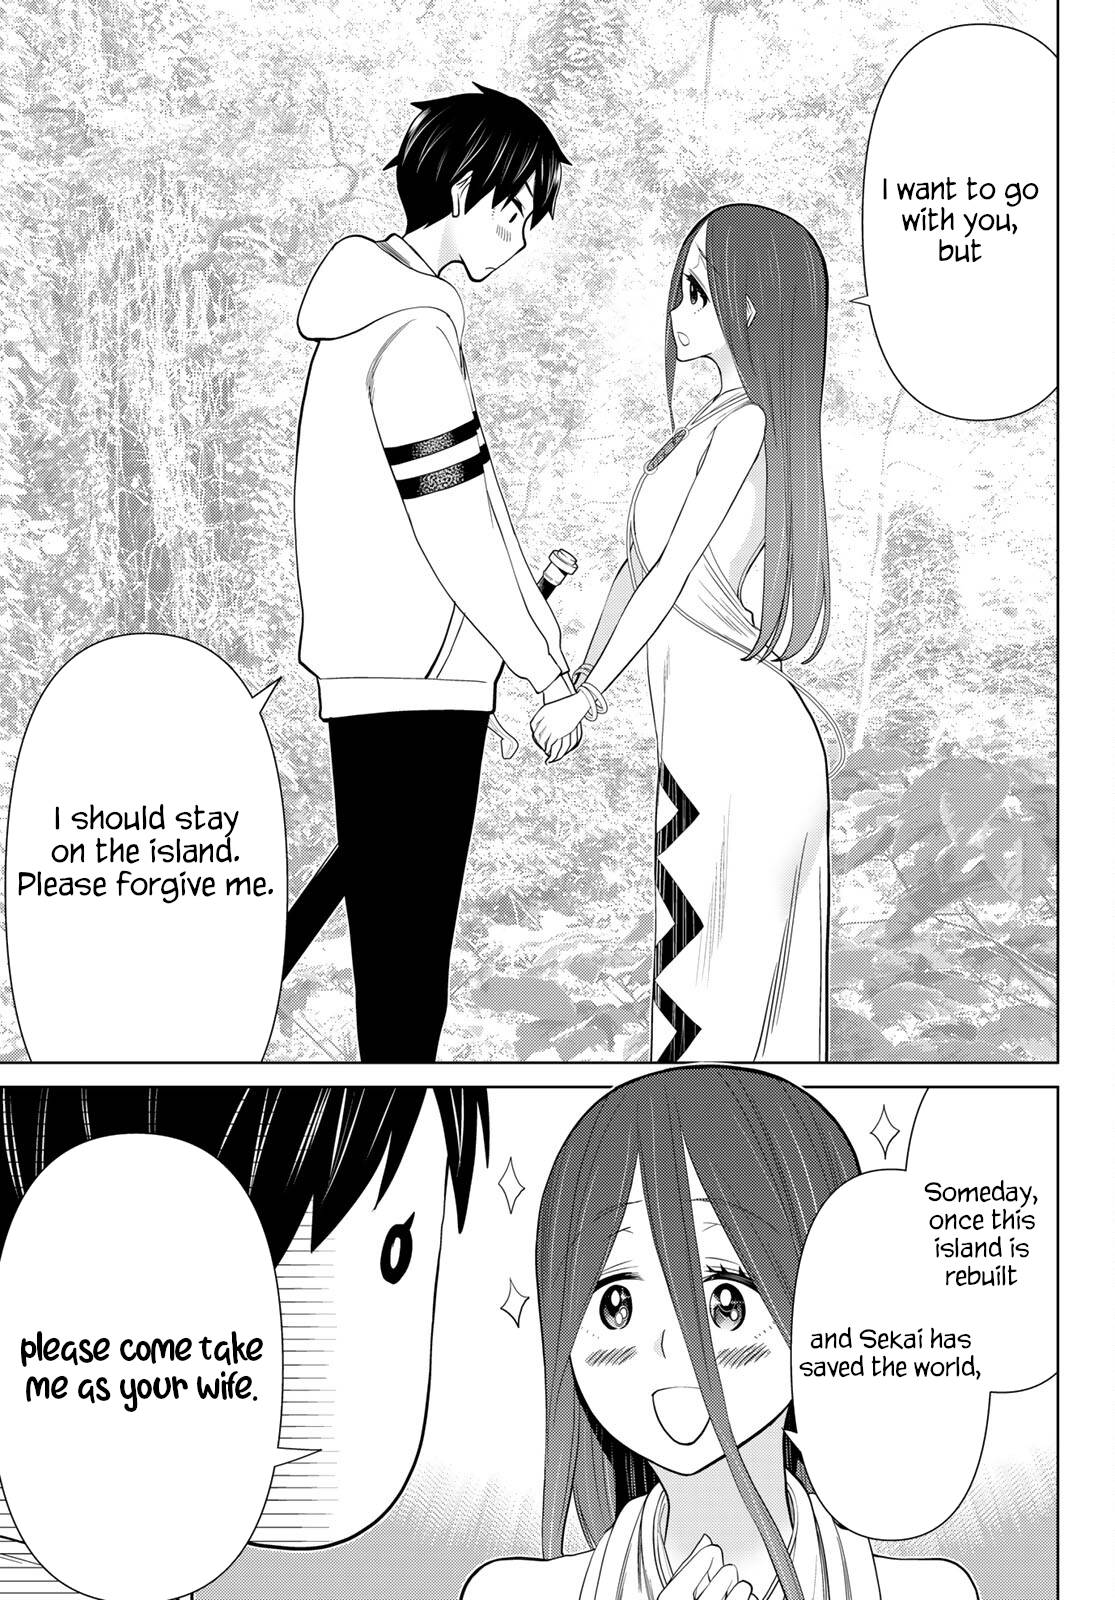 I want to go
with you,
but
I should stay
on the island.
Please forgive me.
Someday,
once this
island is
rebuilt
and Sekai has
saved the world,
please come take
me as your wife.